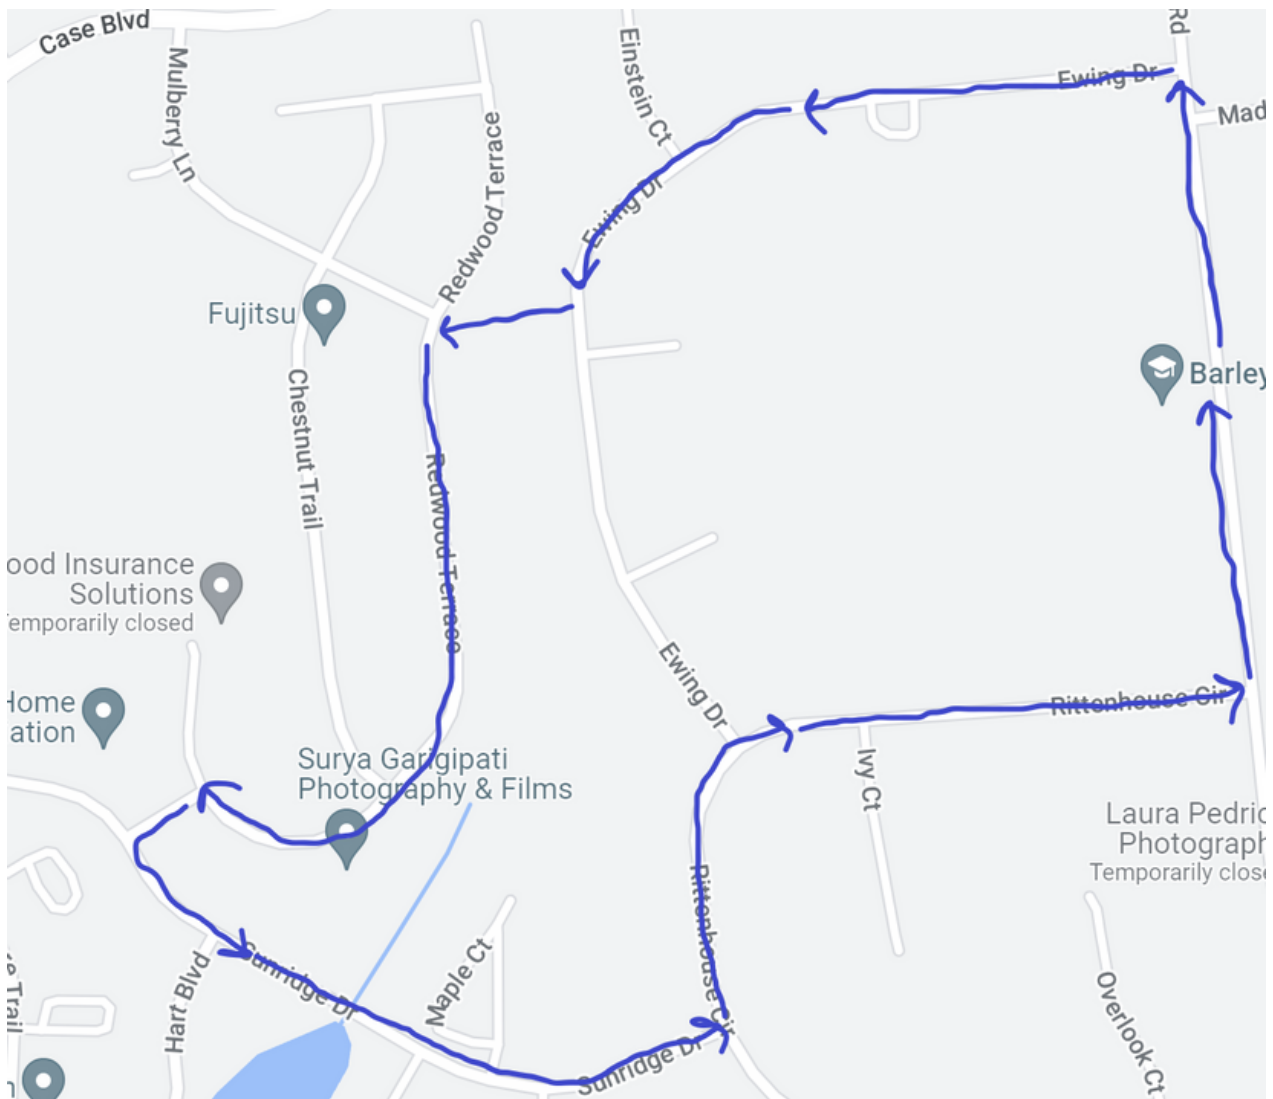 Case Blvd
Mulberry Ln
Einstein Ct
Rd
Ewing Dr
Mad
Redwood Terrace
Ewing Dr
Fujitsu
Barley
Chestnut Trail
Redwood Terrace
ood Insurance
Solutions
Temporarily closed
Home
ation
Ewing Dr
Rittenhouse Cir
Surya Garigipati
Photography & Films
Ivy Ct
Laura Pedric
Photograph
Temporarily close
Rittenhouse Cir
Maple Ct
Sunridge Dr
Hart Blvd
e Trail
Overlook Ct
Sunridge Dr
n